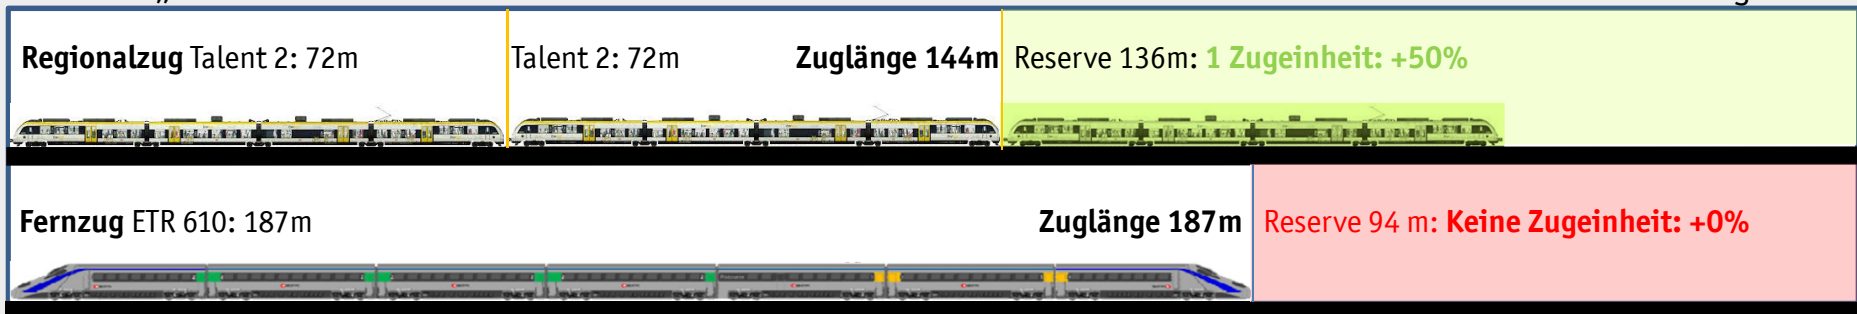 Regionalzug Talent 2: 72m Talent 2: 72m Zuglänge 144m Reserve 136m: 1 Zugeinheit: +50%
Fernzug ETR 610: 187m Zuglänge 187m Reserve 94 m: Keine Zugeinheit: +0%